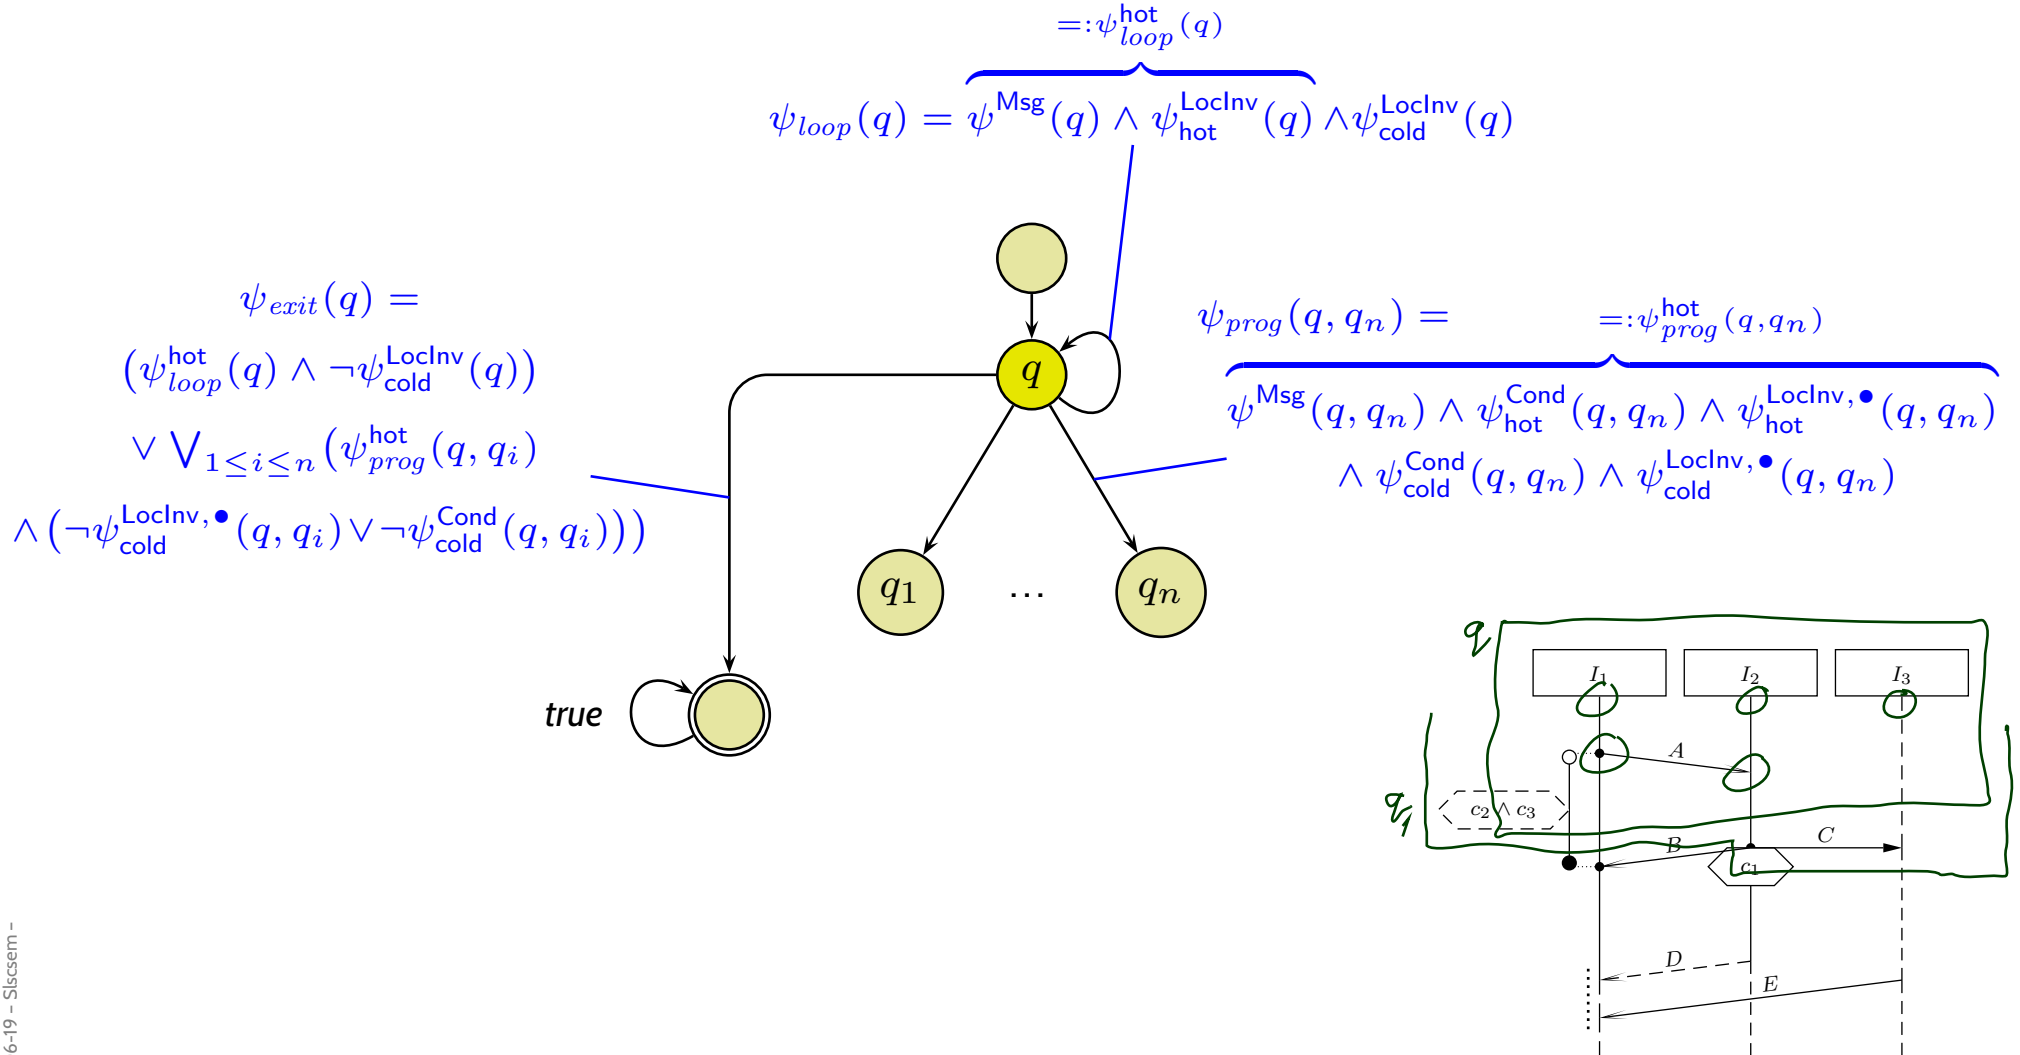 =:ψ^hot_loop(q)
ψ_loop(q) = ψ^Msg(q) ∧ ψ^LocInv_hot(q) ∧ψ^LocInv_cold(q)
ψ_exit(q) =
(ψ^hot_loop(q) ∧ ¬ψ^LocInv_cold(q))
∨ ⋁_{1≤i≤n}(ψ^hot_prog(q, q_i)
∧(¬ψ^{LocInv,•}_cold(q, q_i)∨¬ψ^Cond_cold(q, q_i)))
q
ψ_prog(q, q_n) =
=:ψ^hot_prog(q,q_n)
ψ^Msg(q, q_n) ∧ ψ^Cond_hot(q, q_n) ∧ ψ^{LocInv,•}_hot(q, q_n)
∧ ψ^Cond_cold(q, q_n) ∧ ψ^{LocInv,•}_cold(q, q_n)
q_1 ... q_n
true
q
I_1 I_2 I_3
A
q_1
c_2 ∧ c_3
B C
c_1
D
E
6-19 – Slscsem –